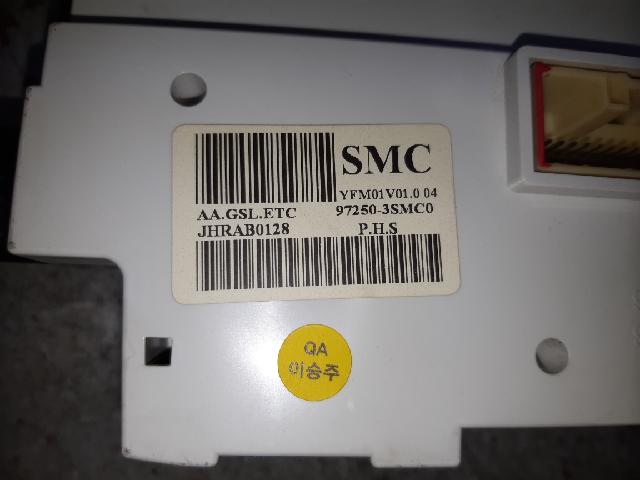 SMC
YFM01V01.0 04
AA.GSL.ETC 97250-3SMC0
JHRAB0128 P.H.S
QA
이승주